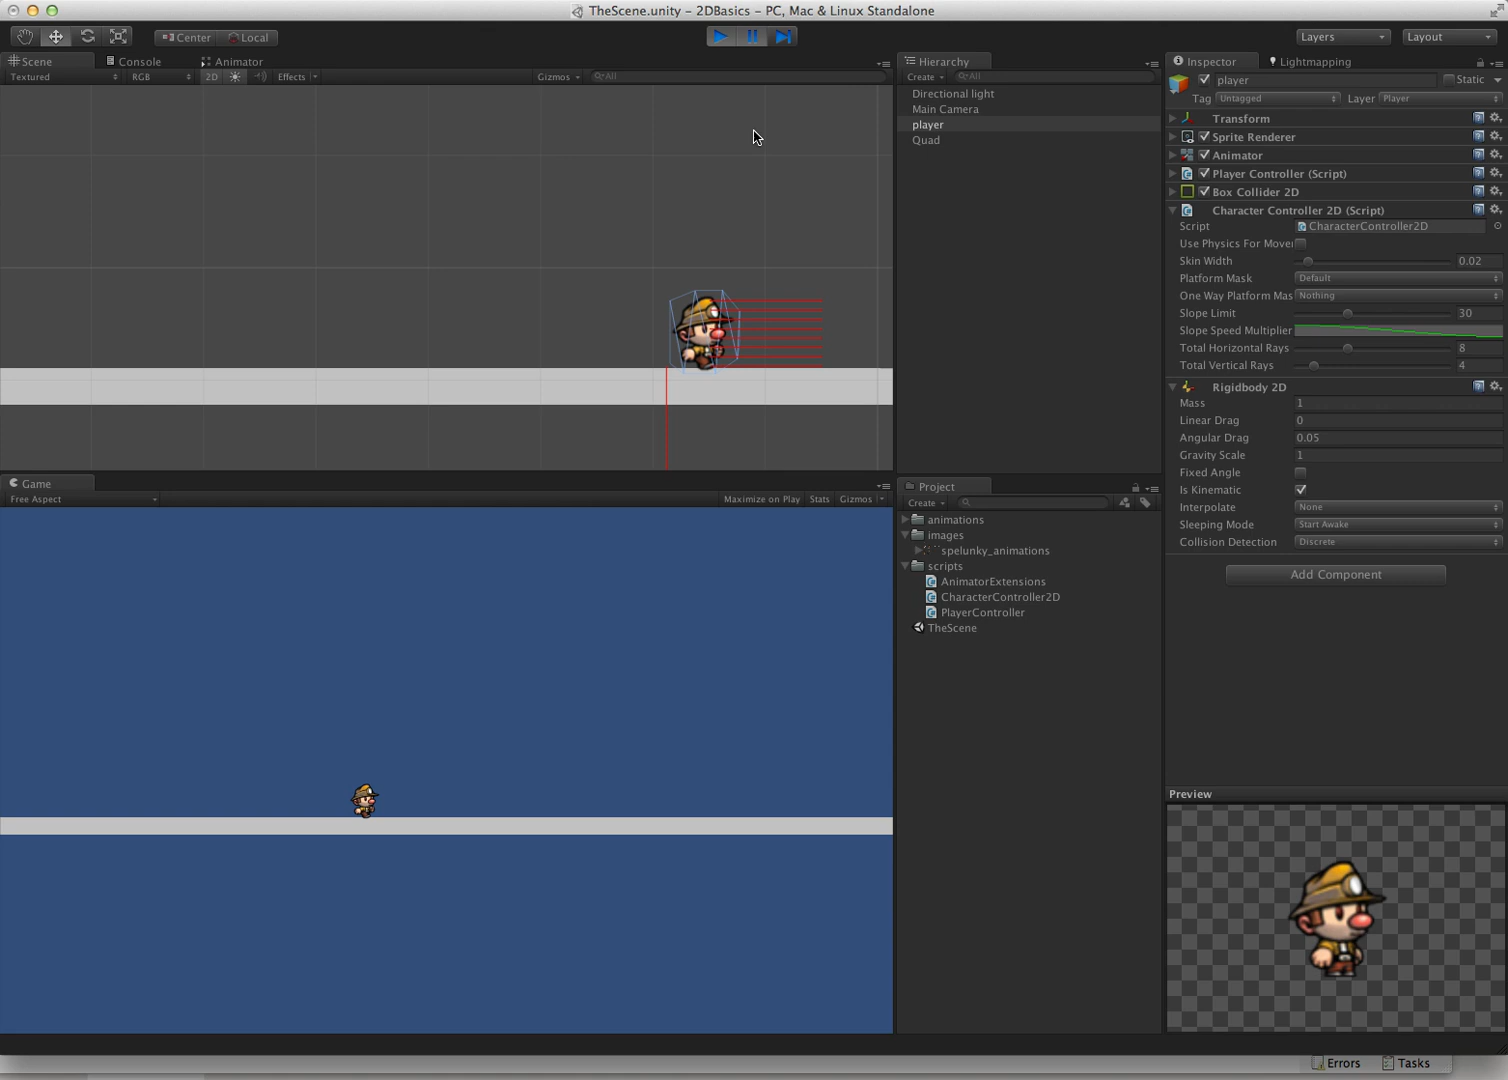 TheScene.unity – 2DBasics – PC, Mac & Linux Standalone
Center Local
Layers Layout
Scene Console Animator
Textured RGB 2D Effects Gizmos All
Hierarchy
Create All
Directional light
Main Camera
player
Quad
Inspector Lightmapping
player Static
Tag Untagged Layer Player
Transform
Sprite Renderer
Animator
Player Controller (Script)
Box Collider 2D
Character Controller 2D (Script)
Script CharacterController2D
Use Physics For Mover
Skin Width 0.02
Platform Mask Default
One Way Platform Mas Nothing
Slope Limit 30
Slope Speed Multiplier
Total Horizontal Rays 8
Total Vertical Rays 4
Rigidbody 2D
Mass 1
Linear Drag 0
Angular Drag 0.05
Gravity Scale 1
Fixed Angle
Is Kinematic
Interpolate None
Sleeping Mode Start Awake
Collision Detection Discrete
Add Component
Game
Free Aspect Maximize on Play Stats Gizmos
Project
Create
animations
images
spelunky_animations
scripts
AnimatorExtensions
CharacterController2D
PlayerController
TheScene
Preview
Errors Tasks